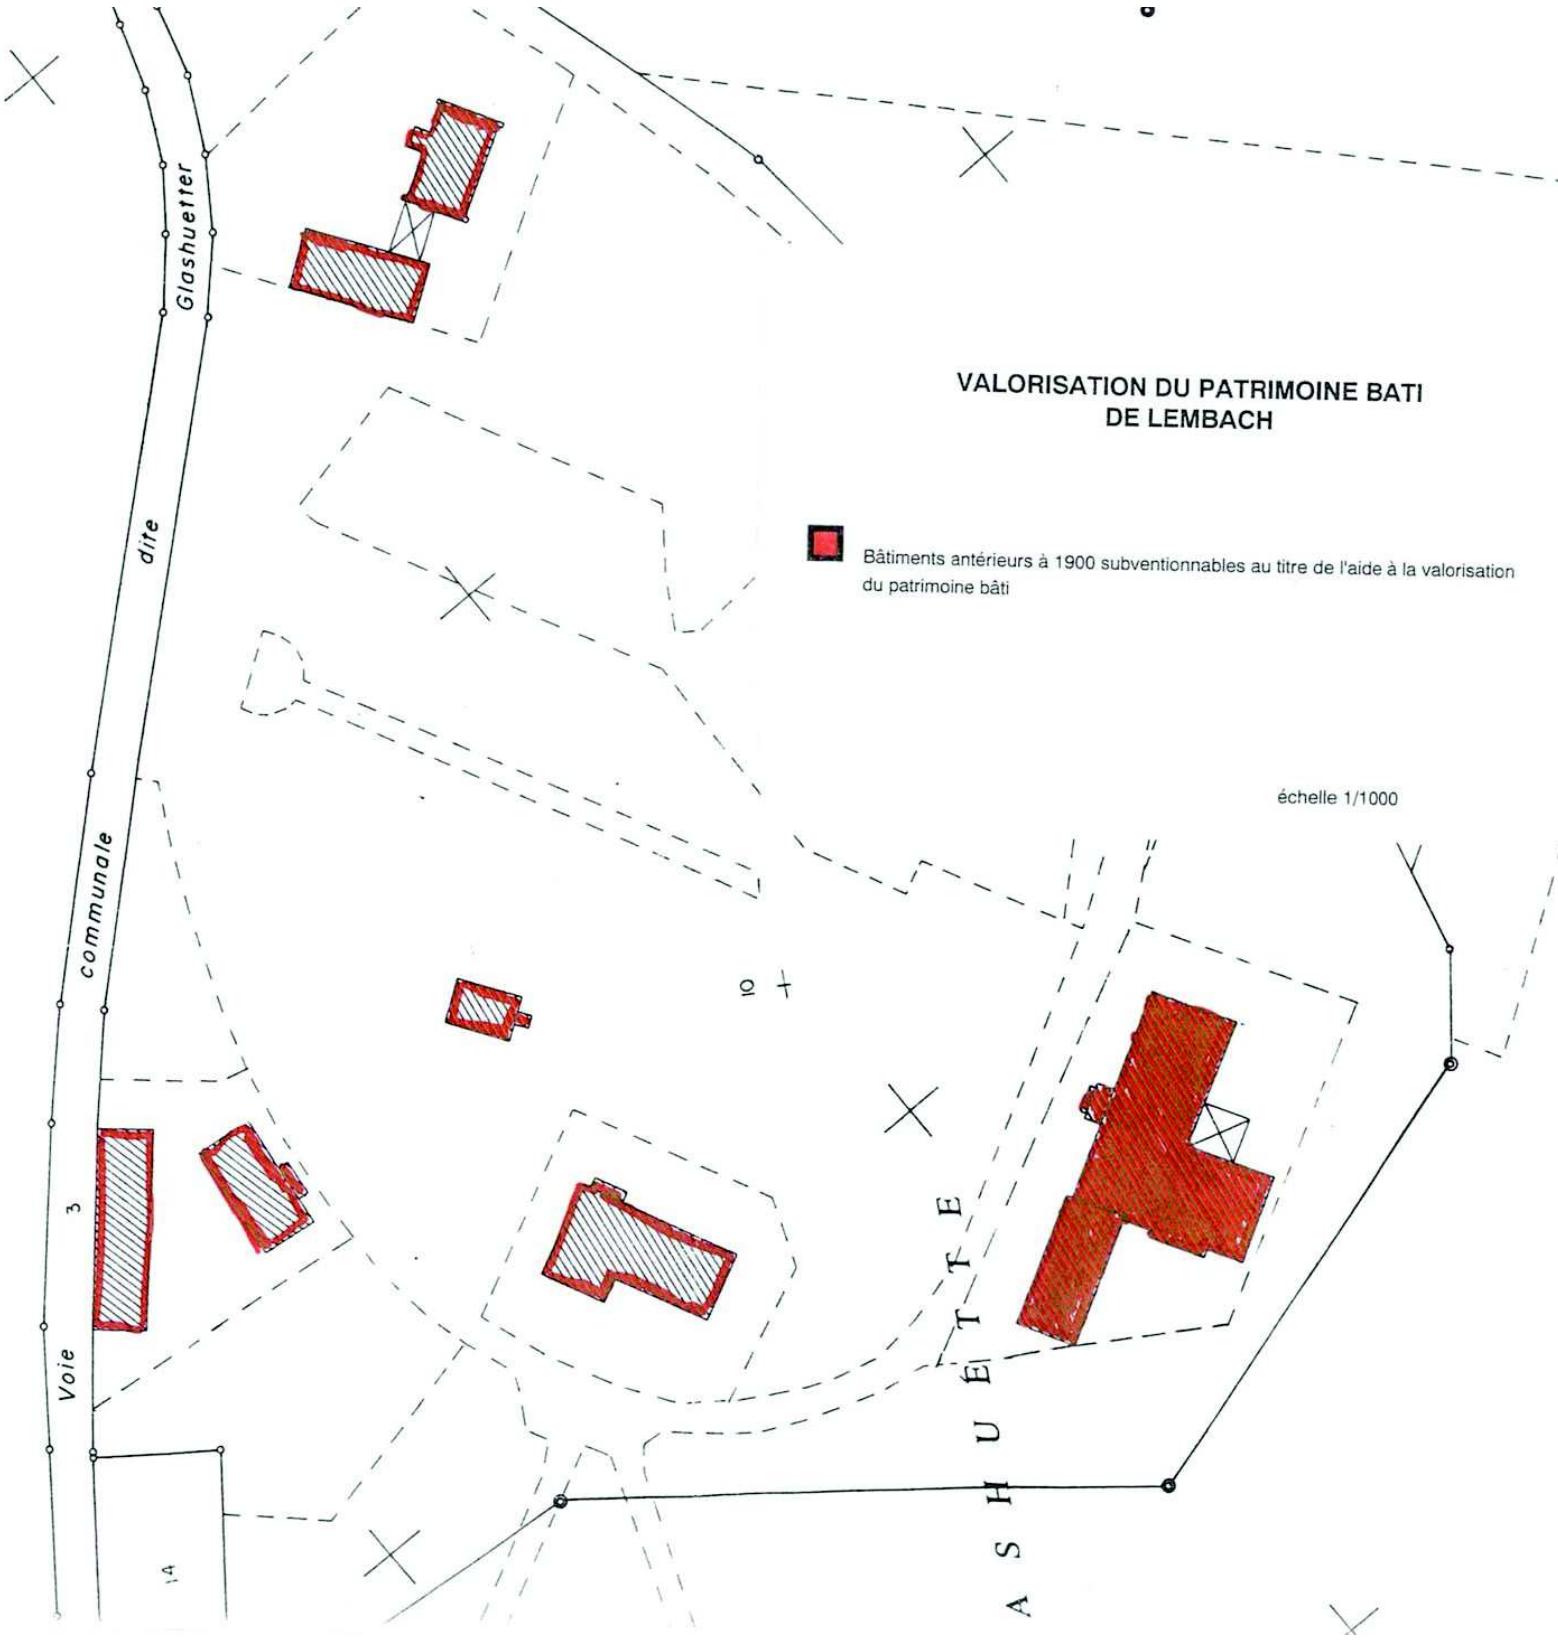 VALORISATION DU PATRIMOINE BATI
DE LEMBACH
Bâtiments antérieurs à 1900 subventionnables au titre de l'aide à la valorisation
du patrimoine bâti
échelle 1/1000
Voie communale dite Glashuetter
3
10
14
ASHUÉTTE